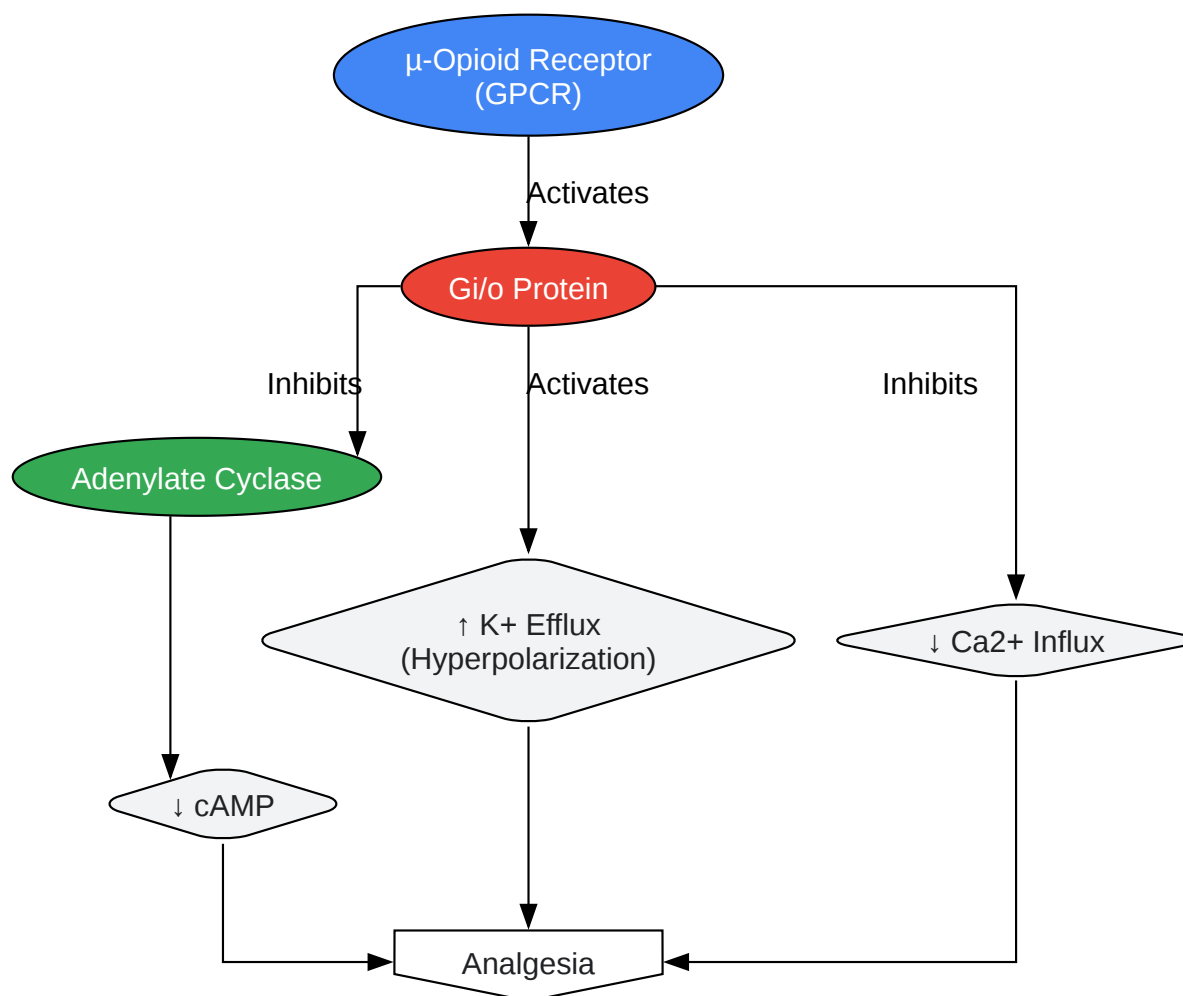 µ-Opioid Receptor
(GPCR)
Activates
Gi/o Protein
Inhibits
Activates
Inhibits
Adenylate Cyclase
↑ K+ Efflux
(Hyperpolarization)
↓ Ca2+ Influx
↓ cAMP
Analgesia